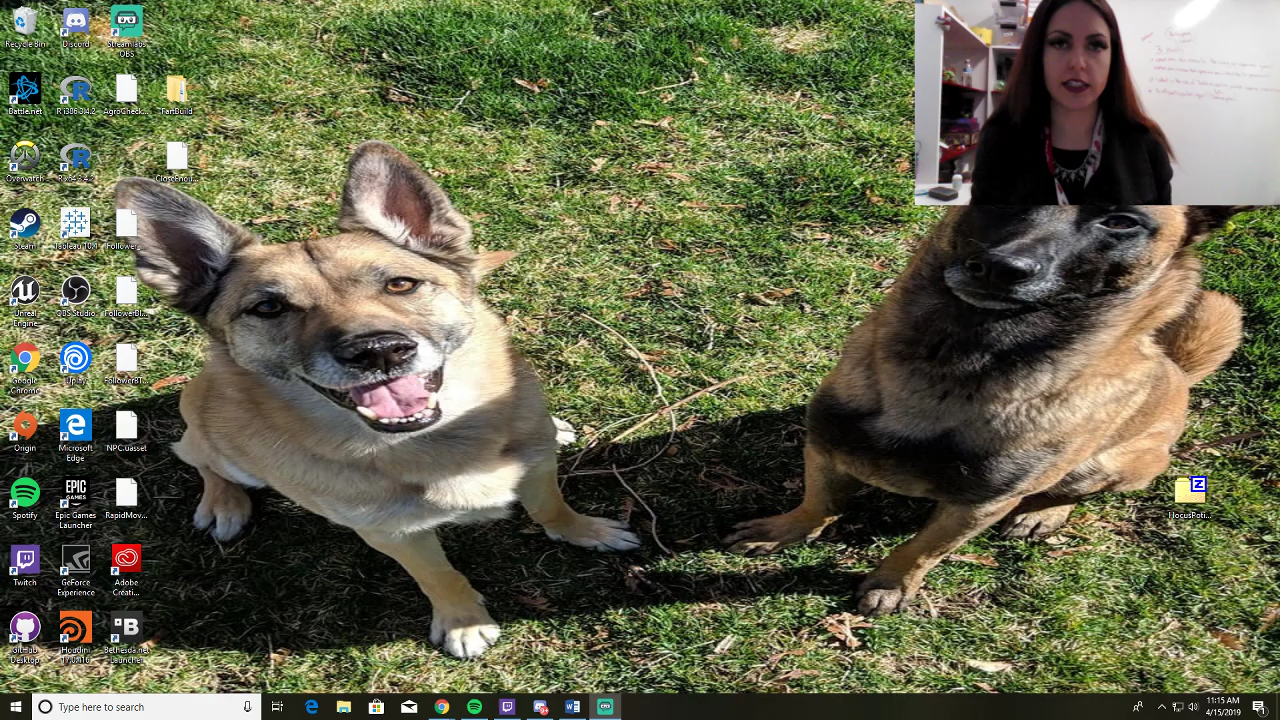 Recycle Bin
Discord
Streamlabs OBS
Battle.net
R i386 3.4.2
AgroCheck...
FartBuild
Overwatch
R x64 3.4.2
CloseEnou...
Steam
Tableau 10.4
Follower...
Unreal Engine
OBS Studio
FollowerBl...
Google Chrome
Uplay
FollowerBT...
Origin
Microsoft Edge
NPC.uasset
Spotify
EPIC GAMES
Epic Games Launcher
RapidMov...
HocusPoti...
Z
Twitch
GeForce Experience
Adobe Creati...
GitHub Desktop
Houdini 17.0.416
B
Bethesda.net Launcher
Type here to search
11:15 AM
4/15/2019